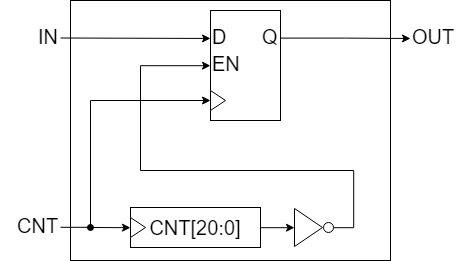 IN D Q OUT
EN
CNT CNT[20:0]